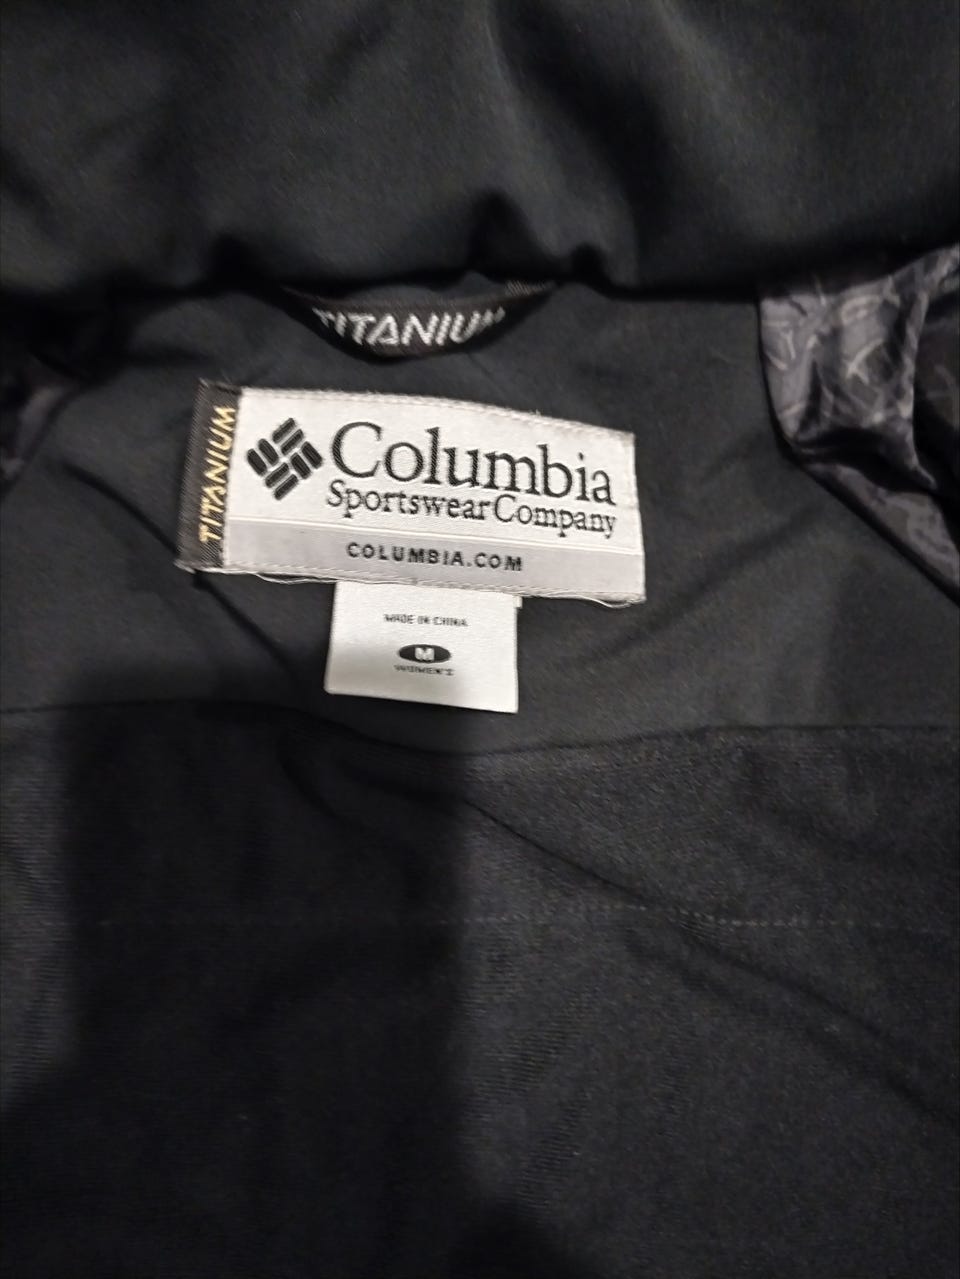 TITANIUM
TITANIUM
Columbia
Sportswear Company
COLUMBIA.COM
MADE IN CHINA
M
WOMEN'S